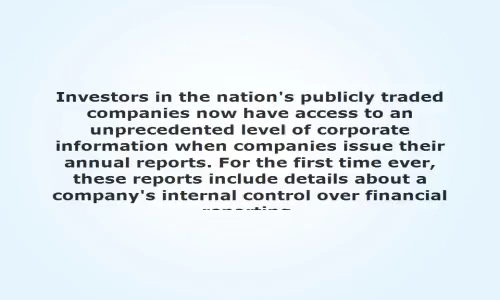 Investors in the nation's publicly traded
companies now have access to an
unprecedented level of corporate
information when companies issue their
annual reports. For the first time ever,
these reports include details about a
company's internal control over financial
reporting